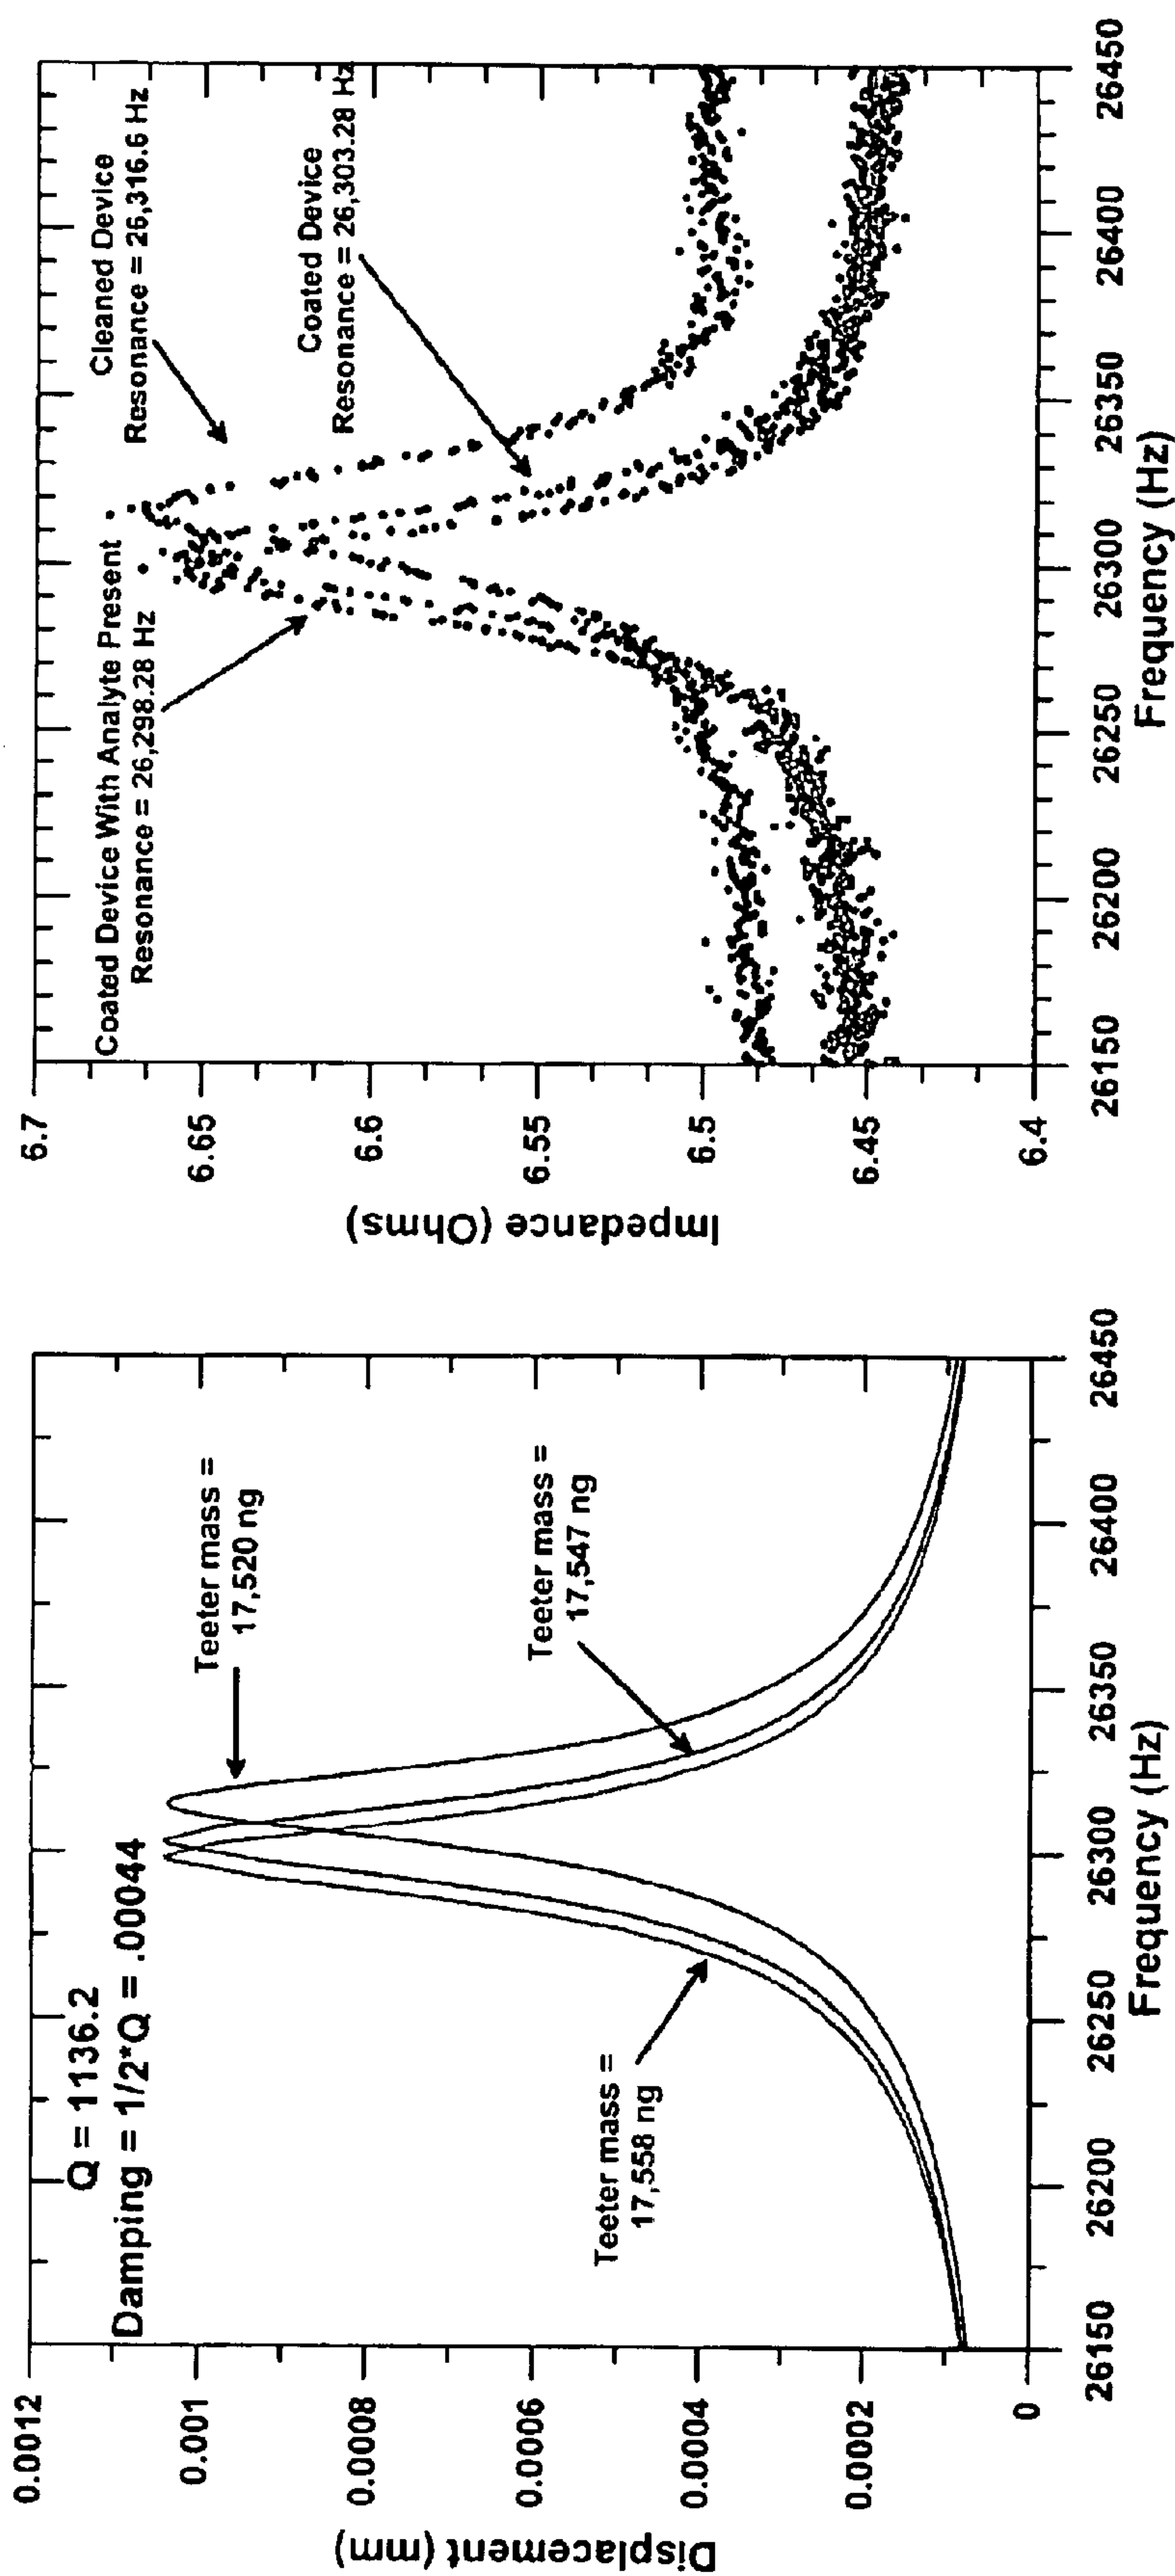 Q = 1136.2
Damping = 1/2*Q = .00044
Teeter mass =
17,520 ng
Teeter mass =
17,547 ng
Teeter mass =
17,558 ng
0.0012
0.001
0.0008
0.0006
0.0004
0.0002
0
Displacement (mm)
26150
26200
26250
26300
26350
26400
26450
Frequency (Hz)
Coated Device With Analyte Present
Resonance = 26,298.28 Hz
Cleaned Device
Resonance = 26,316.6 Hz
Coated Device
Resonance = 26,303.28 Hz
6.7
6.65
6.6
6.55
6.5
6.45
6.4
Impedance (Ohms)
26150
26200
26250
26300
26350
26400
26450
Frequency (Hz)